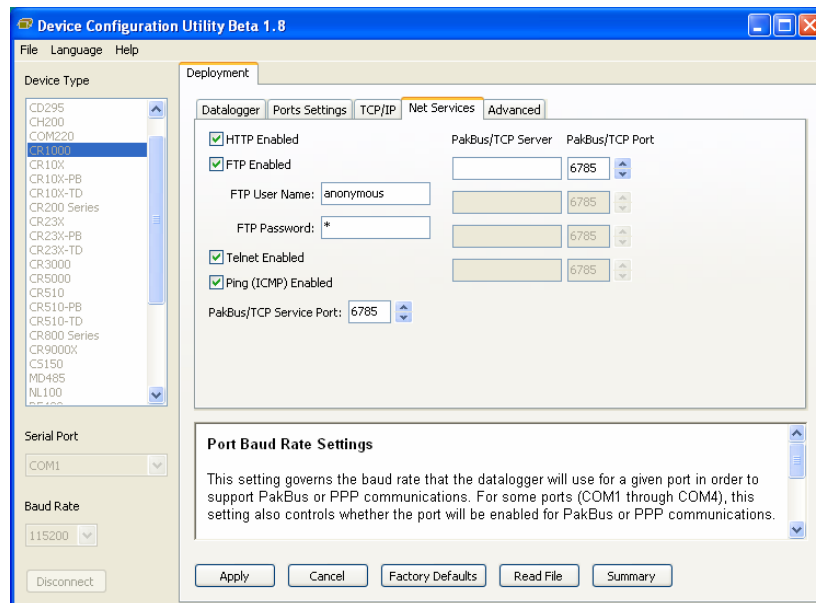 Device Configuration Utility Beta 1.8
File Language Help
Device Type
CD295
CH200
COM220
CR1000
CR10X
CR10X-PB
CR10X-TD
CR200 Series
CR23X
CR23X-PB
CR23X-TD
CR3000
CR5000
CR510
CR510-PB
CR510-TD
CR800 Series
CR9000X
CS150
MD485
NL100
Serial Port
COM1
Baud Rate
115200
Disconnect
Deployment
Datalogger Ports Settings TCP/IP Net Services Advanced
HTTP Enabled
FTP Enabled
FTP User Name: anonymous
FTP Password: *
Telnet Enabled
Ping (ICMP) Enabled
PakBus/TCP Service Port: 6785
PakBus/TCP Server PakBus/TCP Port
6785
6785
6785
6785
Port Baud Rate Settings
This setting governs the baud rate that the datalogger will use for a given port in order to
support PakBus or PPP communications. For some ports (COM1 through COM4), this
setting also controls whether the port will be enabled for PakBus or PPP communications.
Apply Cancel Factory Defaults Read File Summary